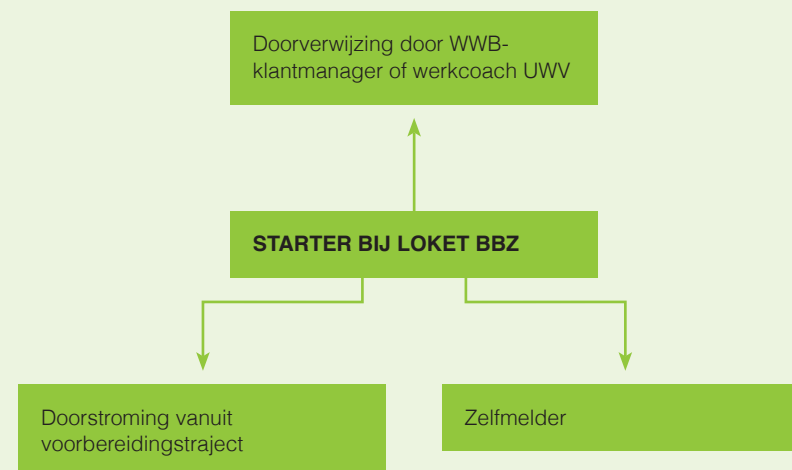 Doorverwijzing door WWB-
klantmanager of werkcoach UWV
STARTER BIJ LOKET BBZ
Doorstroming vanuit
voorbereidingstraject
Zelfmelder